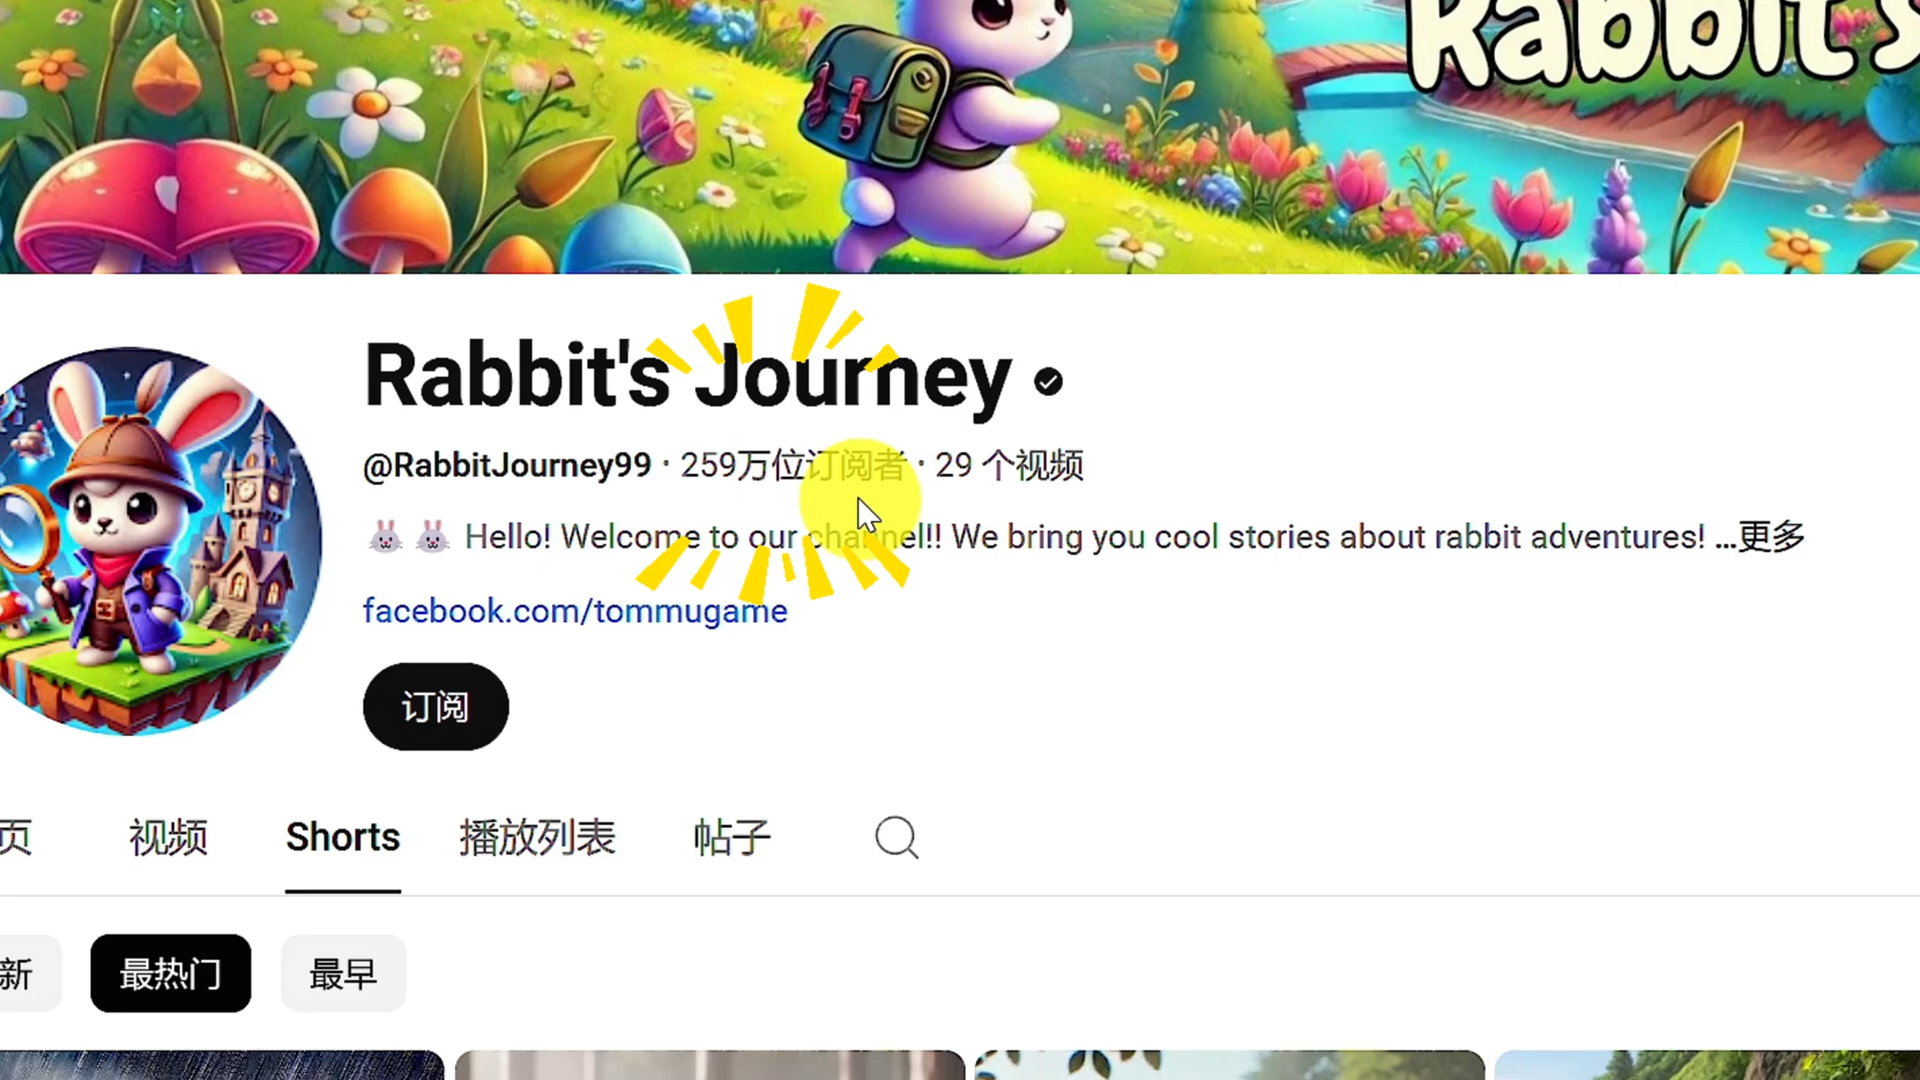 Rabbit's
Rabbit's Journey
@RabbitJourney99 · 259万位订阅者 · 29 个视频
🐰 🐰 Hello! Welcome to our channel!! We bring you cool stories about rabbit adventures! ...更多
facebook.com/tommugame
订阅
页 视频 Shorts 播放列表 帖子
新 最热门 最早